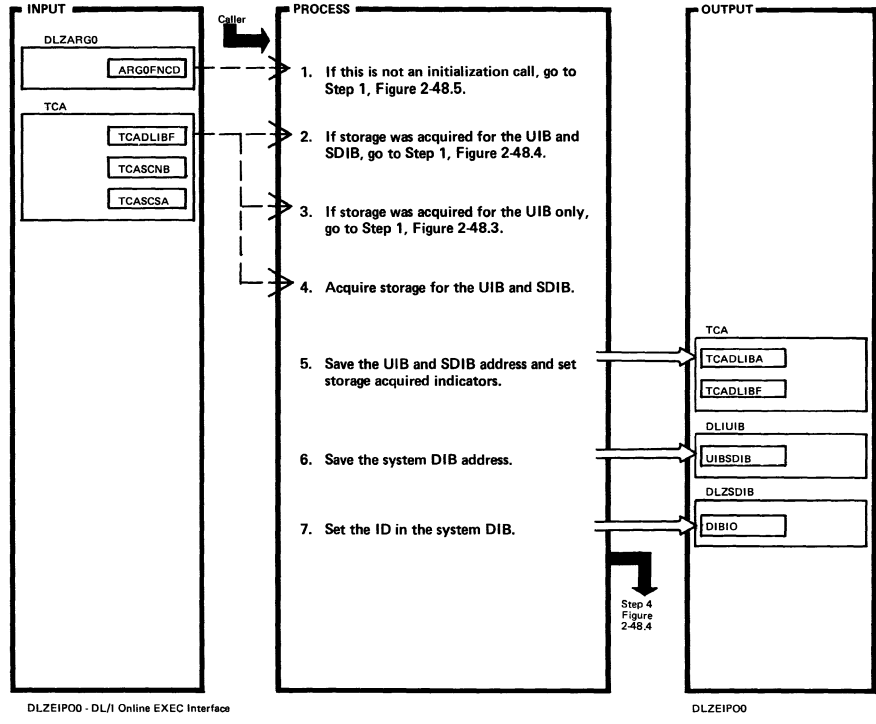 INPUT
DLZARG0
ARG0FNCD
TCA
TCADLIBF
TCASCNB
TCASCSA
Caller
PROCESS
1. If this is not an initialization call, go to
Step 1, Figure 2-48.5.
2. If storage was acquired for the UIB and
SDIB, go to Step 1, Figure 2-48.4.
3. If storage was acquired for the UIB only,
go to Step 1, Figure 2-48.3.
4. Acquire storage for the UIB and SDIB.
5. Save the UIB and SDIB address and set
storage acquired indicators.
6. Save the system DIB address.
7. Set the ID in the system DIB.
Step 4
Figure
2-48.4
OUTPUT
TCA
TCADLIBA
TCADLIBF
DLIUIB
UIBSDIB
DLZSDIB
DIBIO
DLZEIPO0 - DL/I Online EXEC Interface
DLZEIPO0